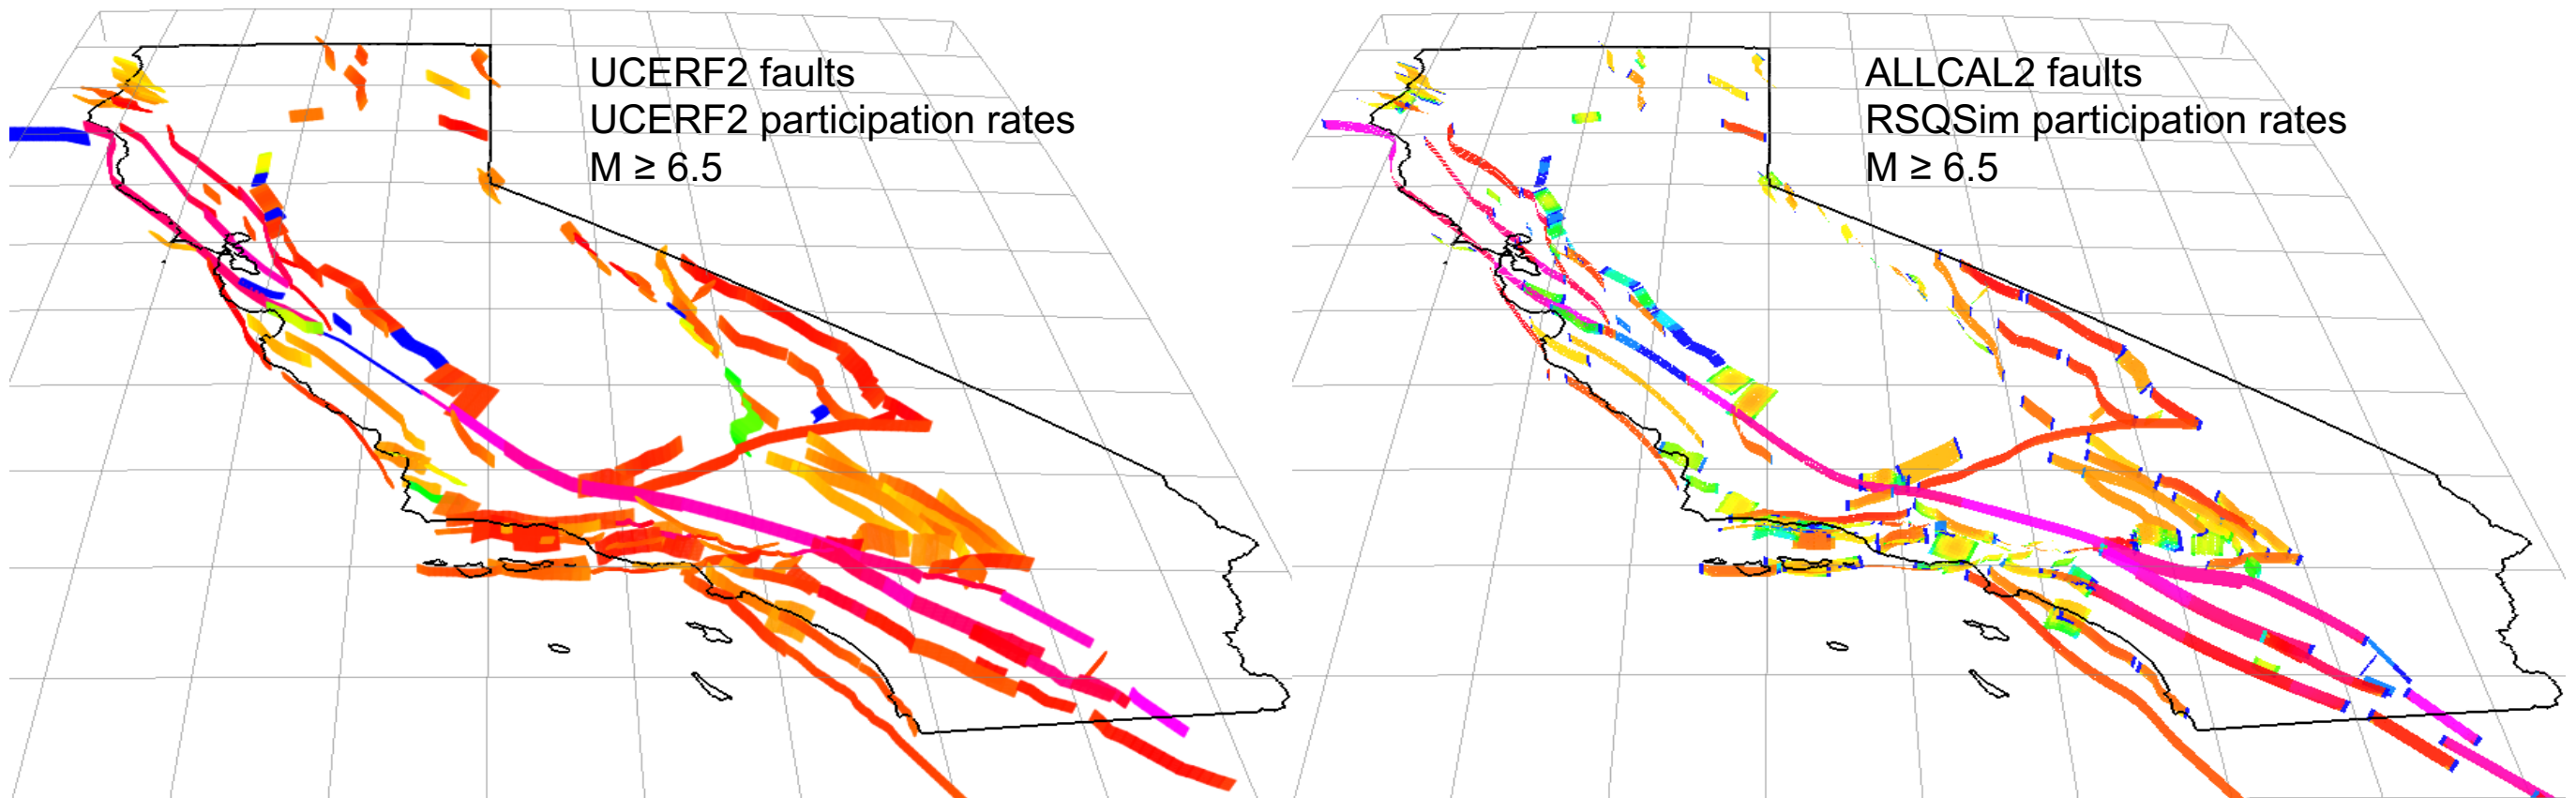 UCERF2 faults
UCERF2 participation rates
M ≥ 6.5
ALLCAL2 faults
RSQSim participation rates
M ≥ 6.5